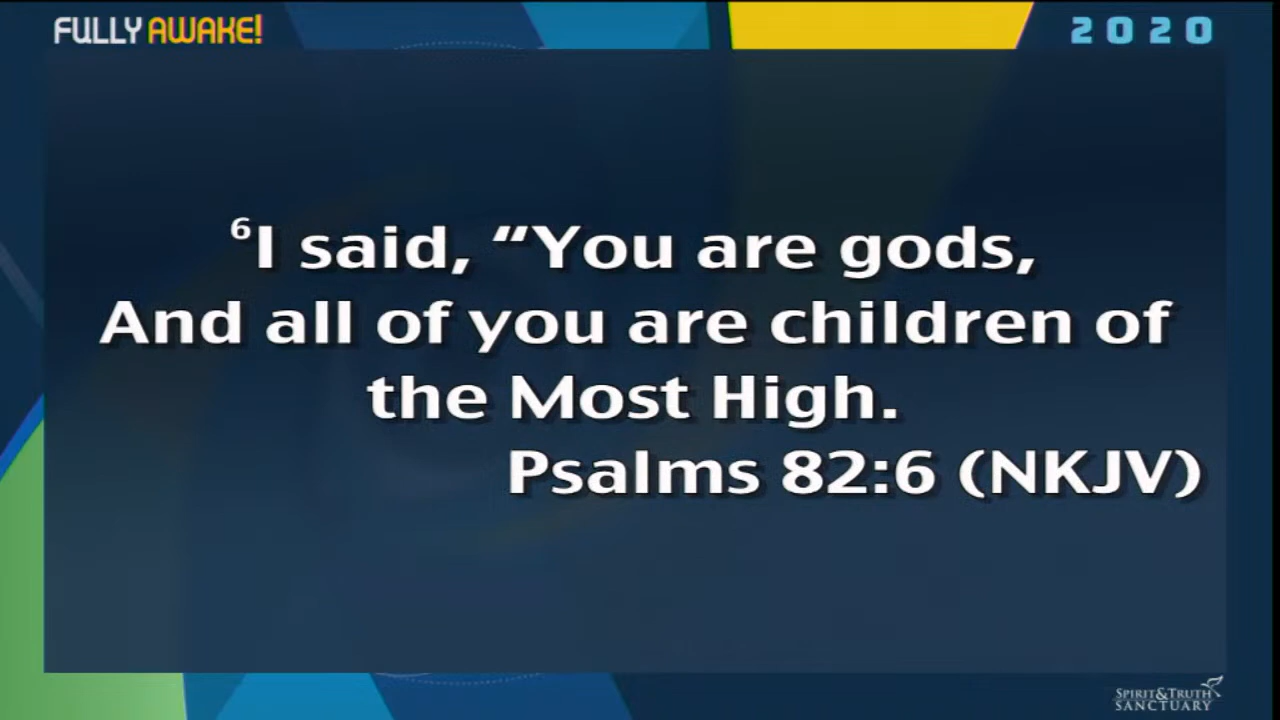 FULLY AWAKE!
2020
⁶I said, “You are gods,
And all of you are children of
the Most High.
Psalms 82:6 (NKJV)
SPIRIT&TRUTH
SANCTUARY